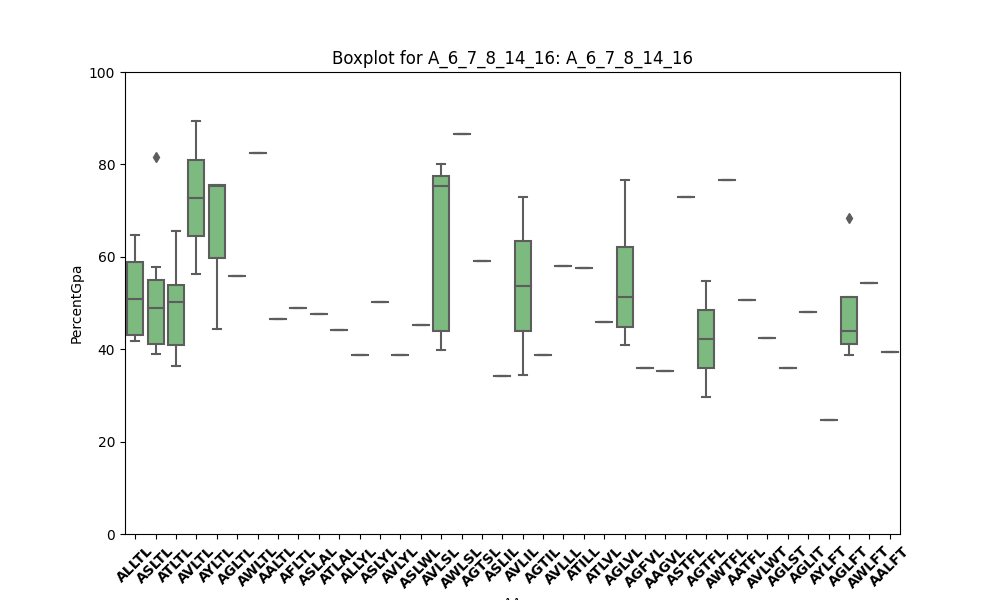 Boxplot for A_6_7_8_14_16: A_6_7_8_14_16
100
80
60
40
20
0
PercentGpa
ALLTL
ASLTL
ATLTL
AVLTL
AYLTL
AGLTL
AWLTL
AALTL
AFLTL
ASLAL
ATLAL
ALLYL
ASLYL
AVLYL
ASLWL
AVLSL
AWLSL
AGTSL
ASLIL
AVLIL
AGTIL
AVLLL
ATILL
ATLVL
AGLVL
AGFVL
AAGVL
ASTFL
AGTFL
AWTFL
AATFL
AVLWT
AGLST
AGLIT
AYLFT
AGLFT
AWLFT
AALFT